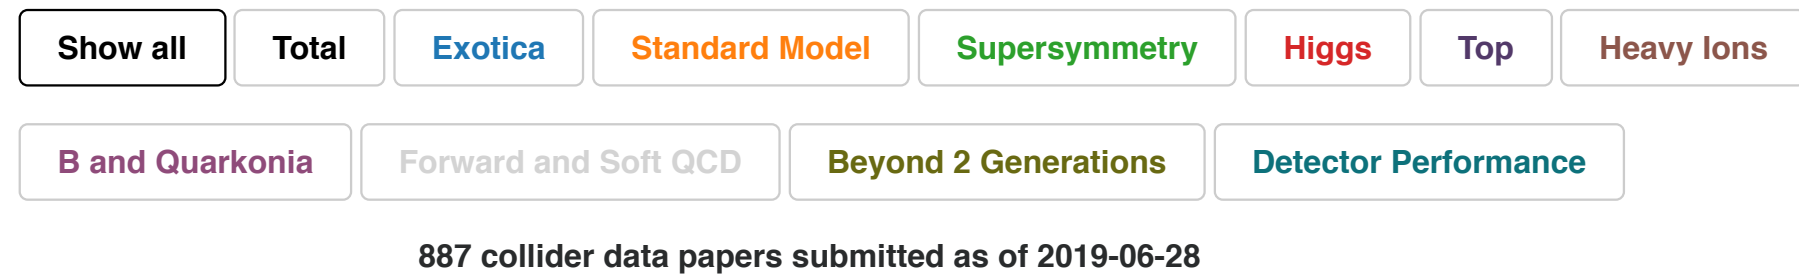 Show all Total Exotica Standard Model Supersymmetry Higgs Top Heavy Ions
B and Quarkonia Forward and Soft QCD Beyond 2 Generations Detector Performance
887 collider data papers submitted as of 2019-06-28